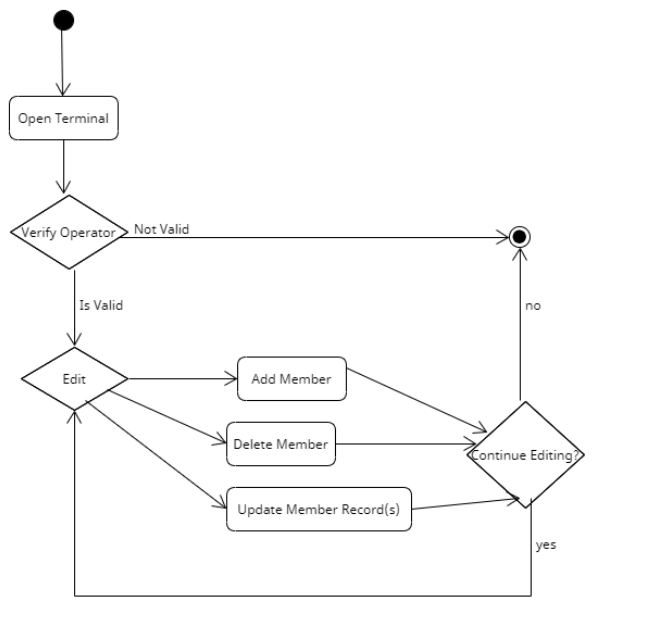 Open Terminal
Verify Operator
Not Valid
Is Valid
no
Edit
Add Member
Delete Member
Continue Editing?
Update Member Record(s)
yes